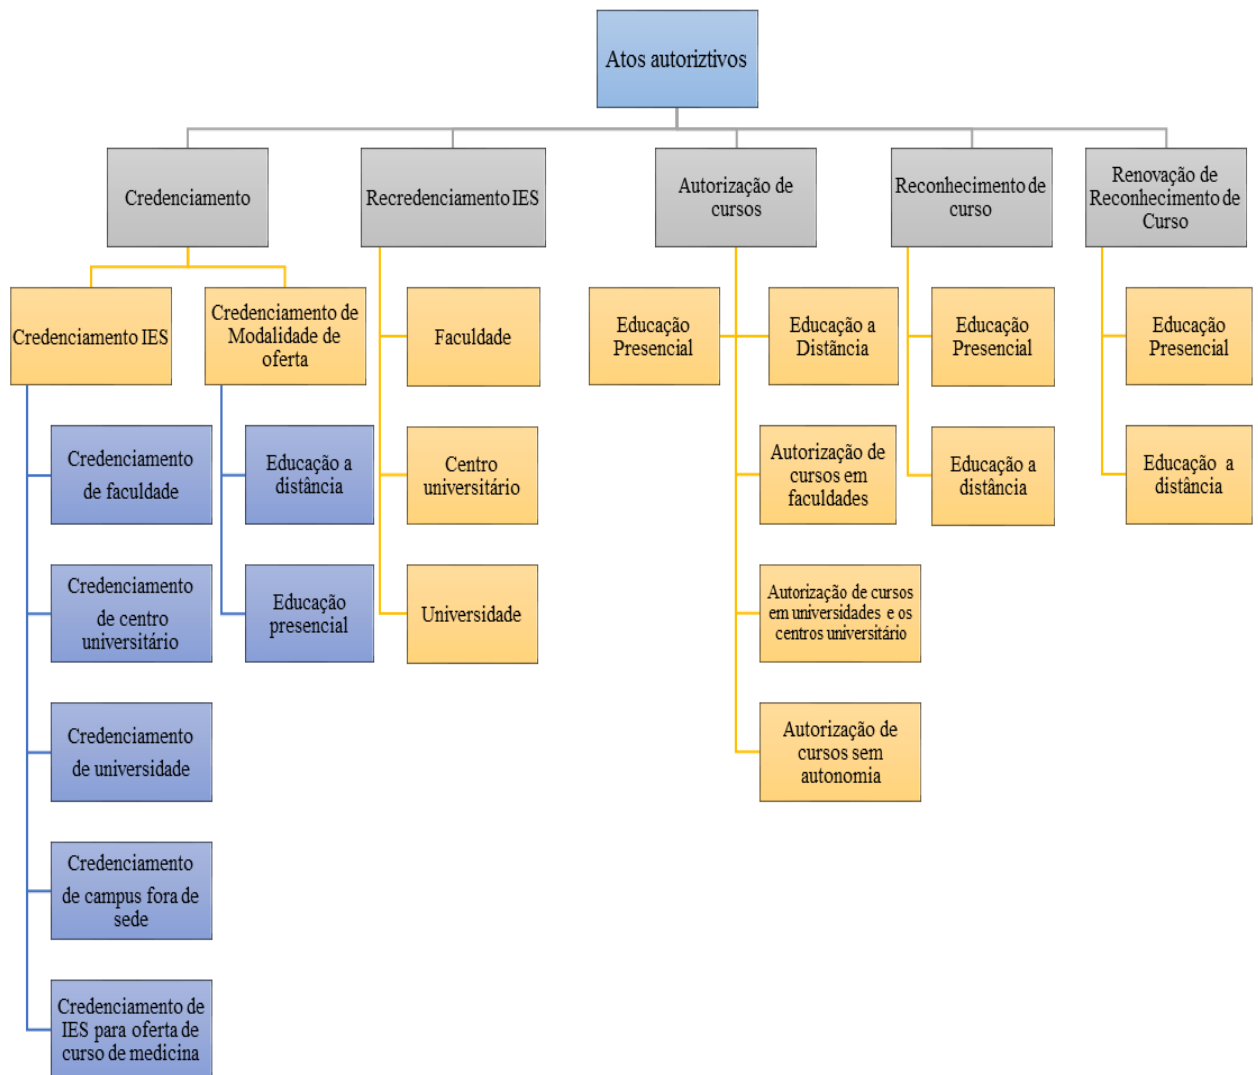 Atos autoriztivos
Credenciamento
Recredenciamento IES
Autorização de
cursos
Reconhecimento de
curso
Renovação de
Reconhecimento de
Curso
Credenciamento IES
Credenciamento de
Modalidade de
oferta
Faculdade
Educação
Presencial
Educação a
Distãncia
Educação
Presencial
Educação
Presencial
Credenciamento
de faculdade
Educação a
distância
Centro
universitário
Autorização de
cursos em
faculdades
Educação a
distância
Educação a
distância
Credenciamento
de centro
universitário
Educação
presencial
Universidade
Autorização de cursos
em universidades e os
centros universitário
Credenciamento
de universidade
Autorização de
cursos sem
autonomia
Credenciamento
de campus fora de
sede
Credenciamento de
IES para oferta de
curso de medicina